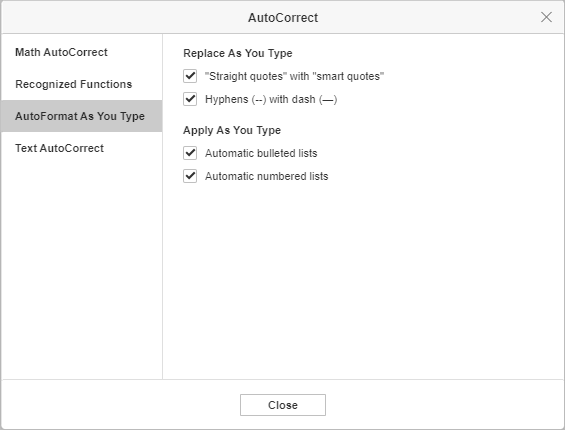 AutoCorrect
Math AutoCorrect
Recognized Functions
AutoFormat As You Type
Text AutoCorrect
Replace As You Type
"Straight quotes" with "smart quotes"
Hyphens (--) with dash (—)
Apply As You Type
Automatic bulleted lists
Automatic numbered lists
Close